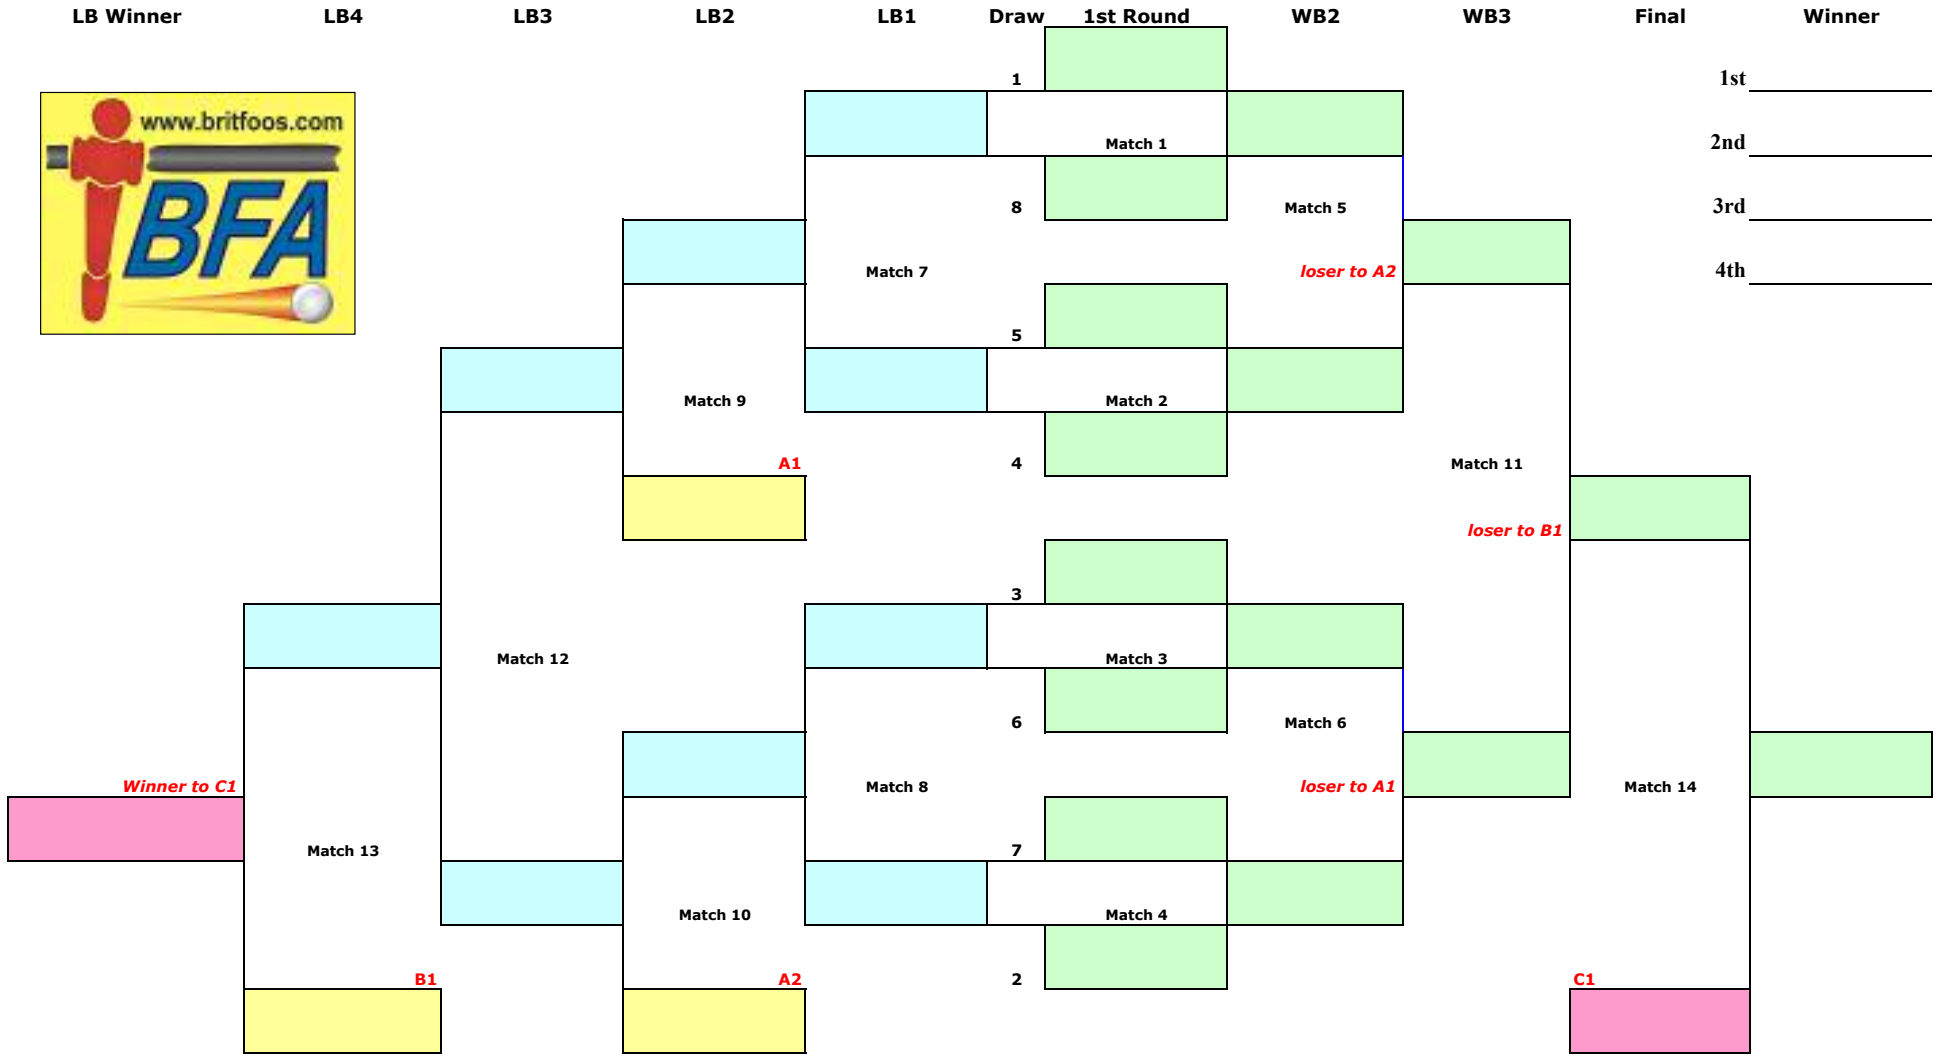 LB Winner LB4 LB3 LB2 LB1 Draw 1st Round WB2 WB3 Final Winner
1 1st
www.britfoos.com
Match 1 2nd
BFA
8 Match 5 3rd
Match 7 loser to A2 4th
5
Match 9 Match 2
A1 4 Match 11
loser to B1
3
Match 12 Match 3
6 Match 6
Winner to C1 Match 8 loser to A1 Match 14
Match 13 7
Match 10 Match 4
B1 A2 2 C1